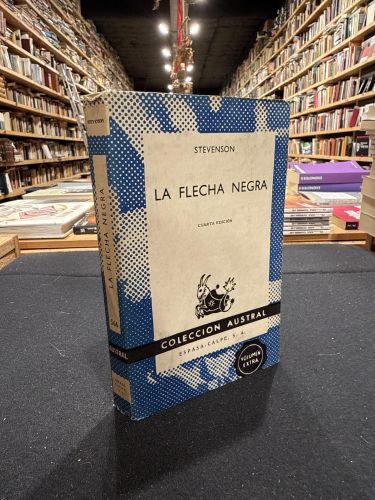 STEVENSON
LA FLECHA NEGRA
CUARTA EDICIÓN
COLECCION AUSTRAL
ESPASA-CALPE, S. A.
VOLUMEN
EXTRA
STEVENSON
LA FLECHA NEGRA
AUSTRAL